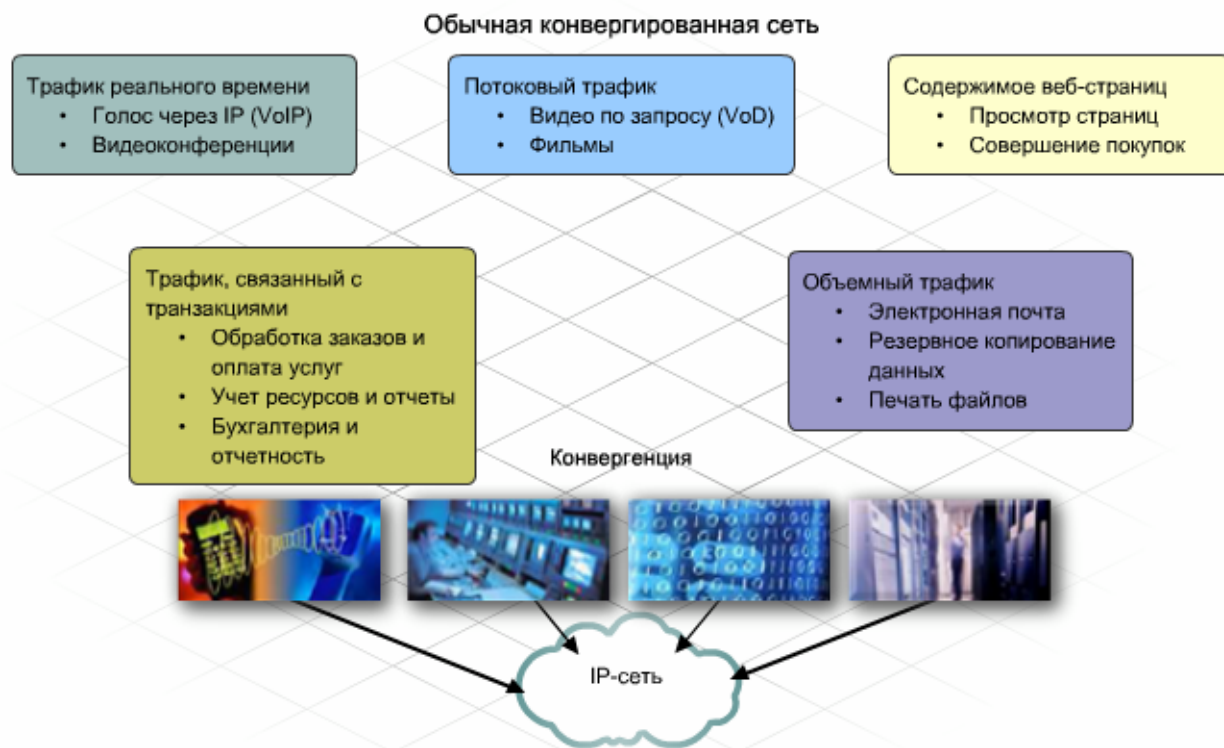 Обычная конвергированная сеть
Трафик реального времени
• Голос через IP (VoIP)
• Видеоконференции
Потоковый трафик
• Видео по запросу (VoD)
• Фильмы
Содержимое веб-страниц
• Просмотр страниц
• Совершение покупок
Трафик, связанный с
транзакциями
• Обработка заказов и
оплата услуг
• Учет ресурсов и отчеты
• Бухгалтерия и
отчетность
Объемный трафик
• Электронная почта
• Резервное копирование
данных
• Печать файлов
Конвергенция
IP-сеть